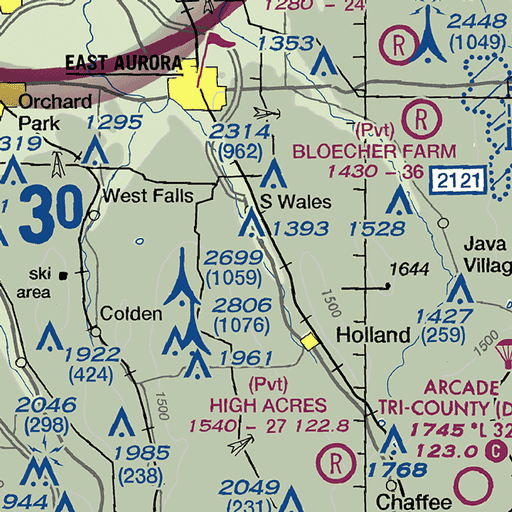 1280 - 24
2448
(1049)
R
1353
EAST AURORA
Orchard
Park
R
1295
2314
(962)
(Pvt)
BLOECHER FARM
1430 - 36
2121
319
30
West Falls
S Wales
1393
1528
Java
Villag
2699
(1059)
1644
ski
area
2806
(1076)
1500
1427
(259)
Colden
Holland
1500
1922
(424)
1961
(Pvt)
HIGH ACRES
1540 - 27 122.8
ARCADE
TRI-COUNTY (D
1745 *L 32
123.0 C
2046
(298)
1500
1985
(238)
R
1768
944
2049
(231)
Chaffee